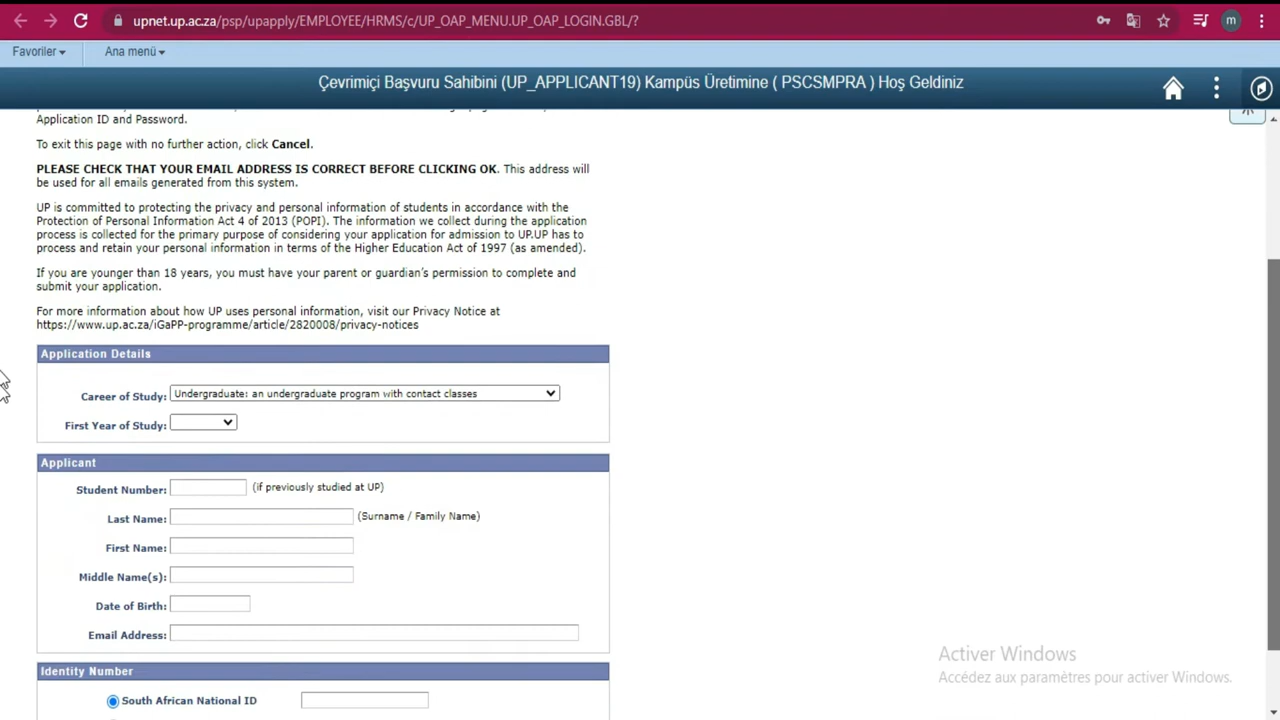 upnet.up.ac.za/psp/upapply/EMPLOYEE/HRMS/c/UP_OAP_MENU.UP_OAP_LOGIN.GBL/?
m
Favoriler Ana menü
Çevrimiçi Başvuru Sahibini (UP_APPLICANT19) Kampüs Üretimine ( PSCSMPRA ) Hoş Geldiniz
Application ID and Password.
To exit this page with no further action, click Cancel.
PLEASE CHECK THAT YOUR EMAIL ADDRESS IS CORRECT BEFORE CLICKING OK. This address will
be used for all emails generated from this system.
UP is committed to protecting the privacy and personal information of students in accordance with the
Protection of Personal Information Act 4 of 2013 (POPI). The information we collect during the application
process is collected for the primary purpose of considering your application for admission to UP.UP has to
process and retain your personal information in terms of the Higher Education Act of 1997 (as amended).
If you are younger than 18 years, you must have your parent or guardian's permission to complete and
submit your application.
For more information about how UP uses personal information, visit our Privacy Notice at
https://www.up.ac.za/iGaPP-programme/article/2820008/privacy-notices
Application Details
Career of Study: Undergraduate: an undergraduate program with contact classes
First Year of Study:
Applicant
Student Number: (if previously studied at UP)
Last Name: (Surname / Family Name)
First Name:
Middle Name(s):
Date of Birth:
Email Address:
Identity Number
South African National ID
Activer Windows
Accédez aux paramètres pour activer Windows.